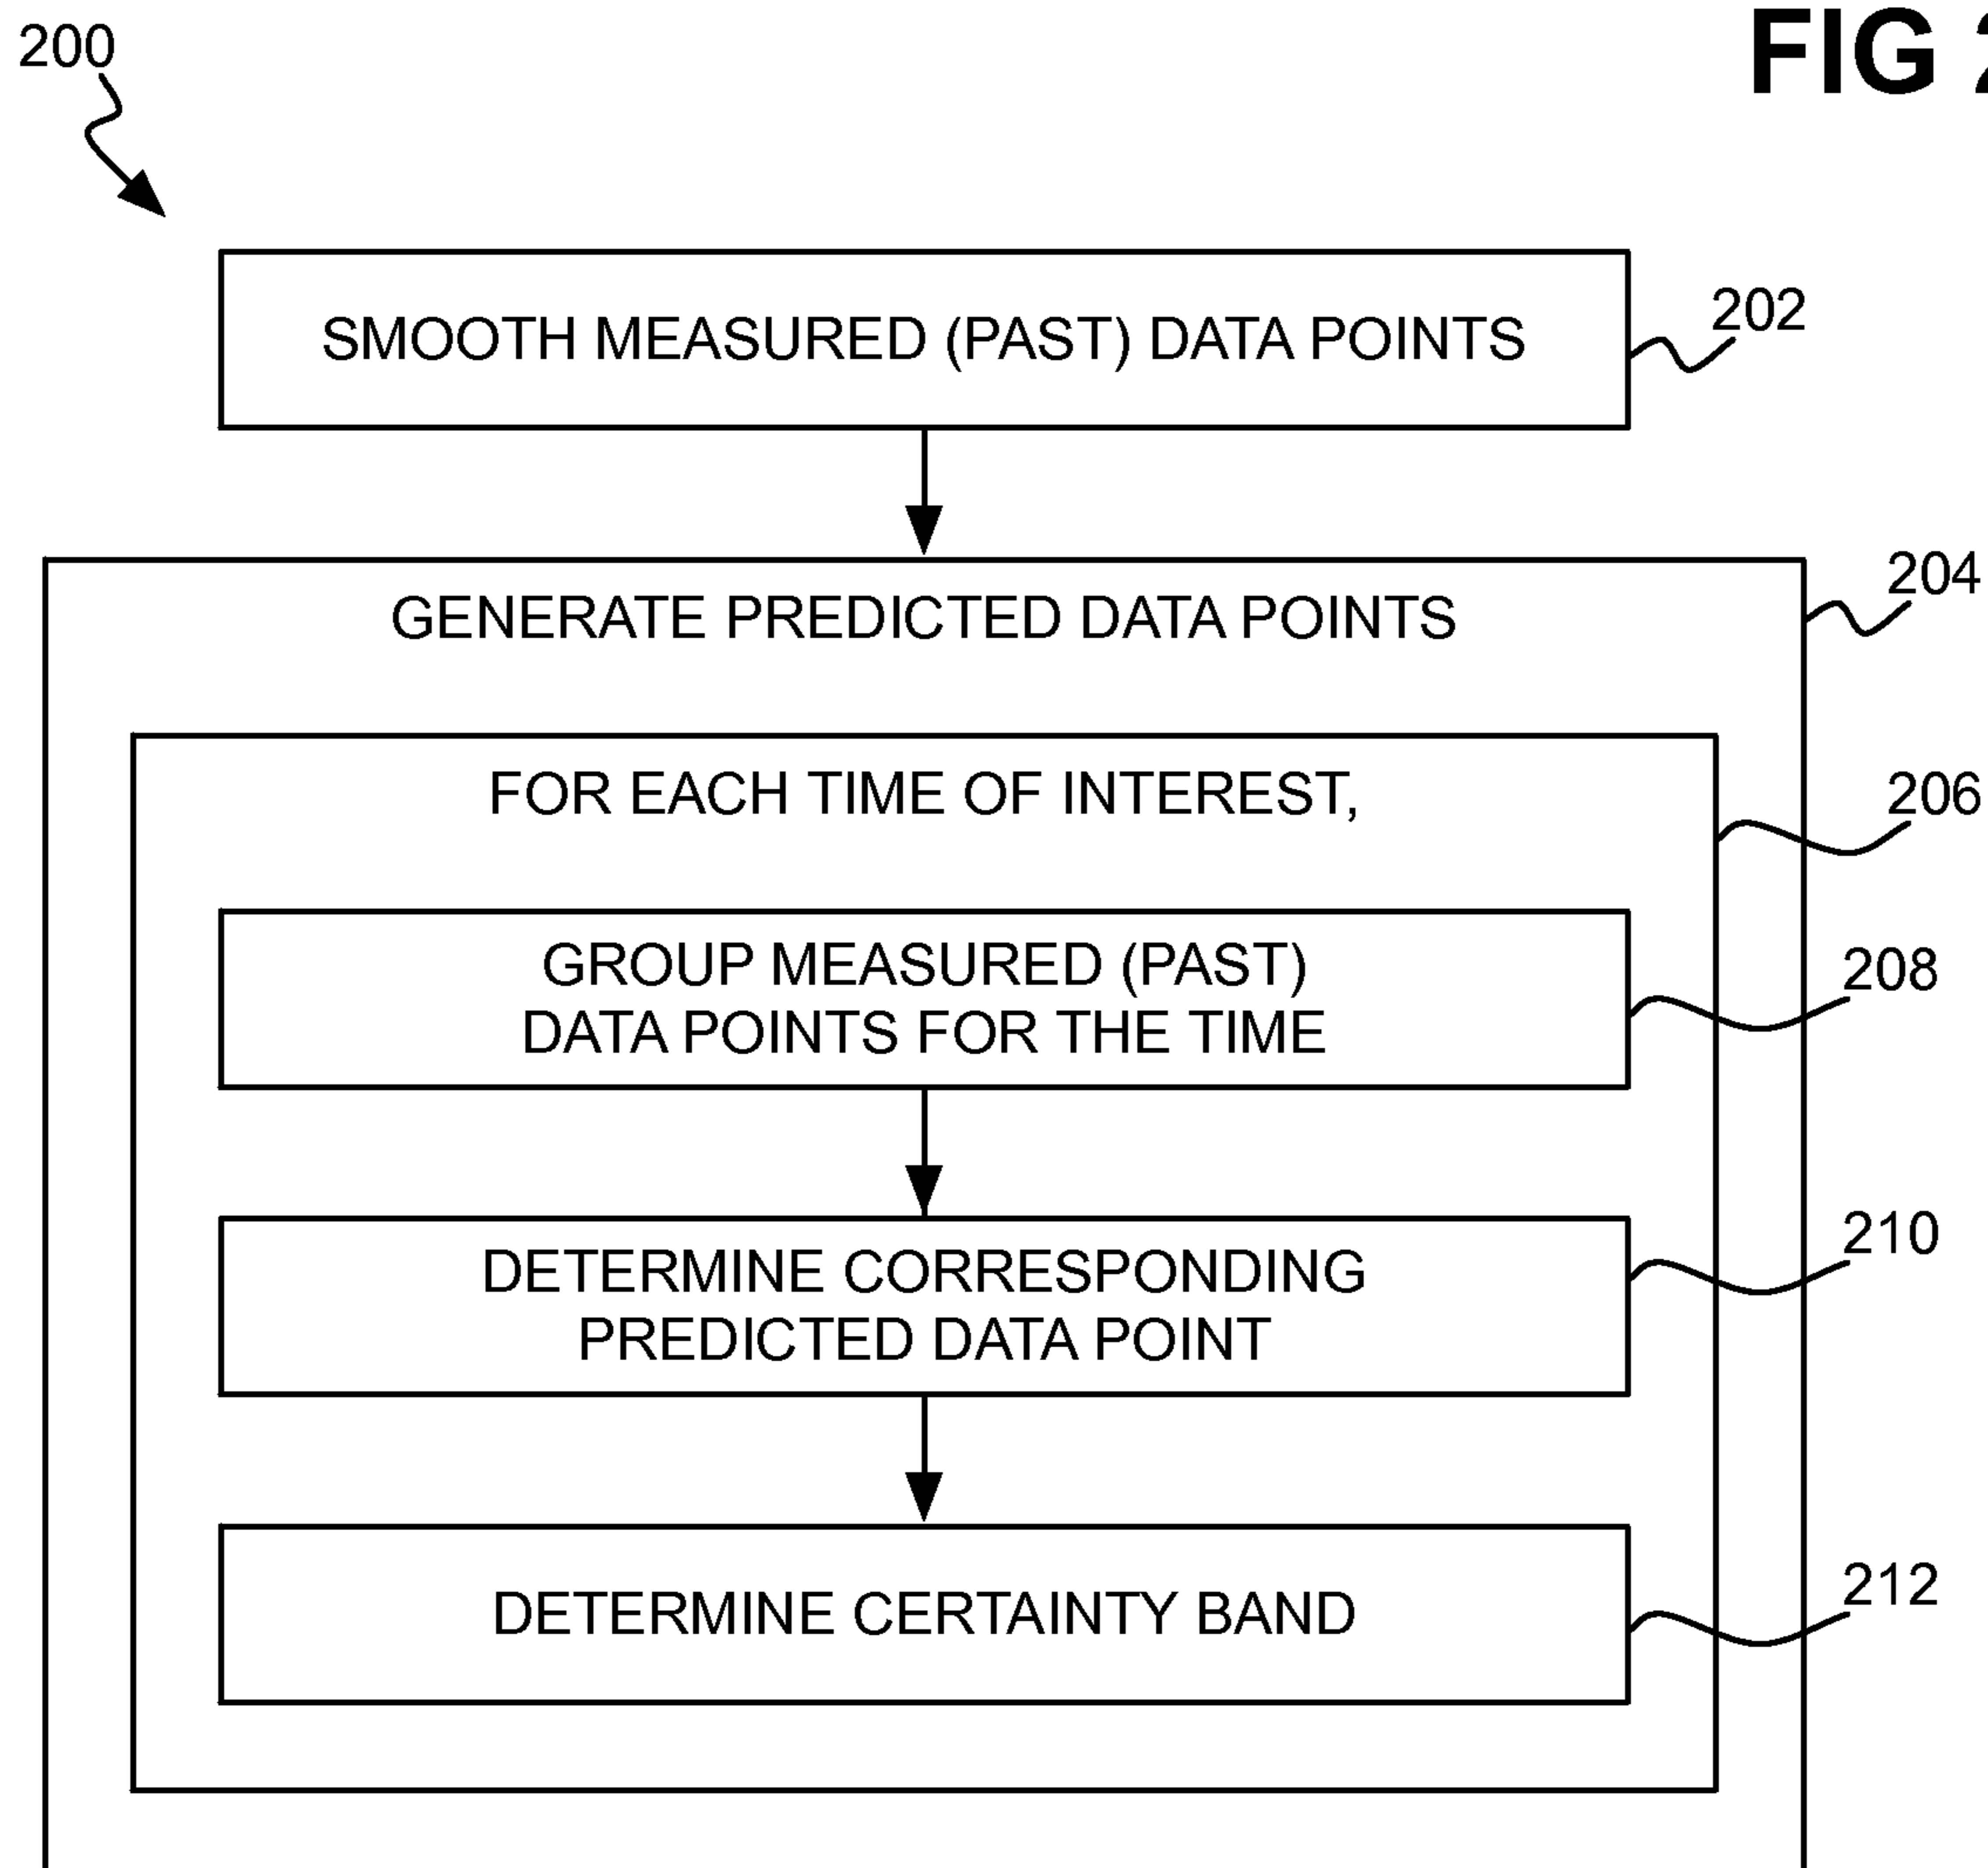 200
FIG 2
SMOOTH MEASURED (PAST) DATA POINTS
202
GENERATE PREDICTED DATA POINTS
204
FOR EACH TIME OF INTEREST,
206
GROUP MEASURED (PAST)
DATA POINTS FOR THE TIME
208
DETERMINE CORRESPONDING
PREDICTED DATA POINT
210
DETERMINE CERTAINTY BAND
212